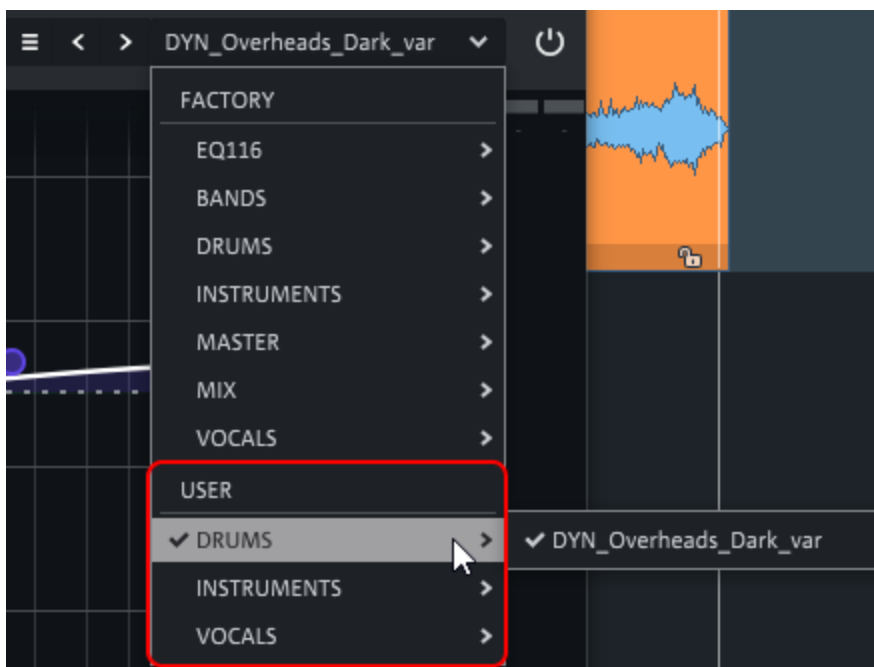 DYN_Overheads_Dark_var
FACTORY
EQ116
BANDS
DRUMS
INSTRUMENTS
MASTER
MIX
VOCALS
USER
DRUMS
DYN_Overheads_Dark_var
INSTRUMENTS
VOCALS